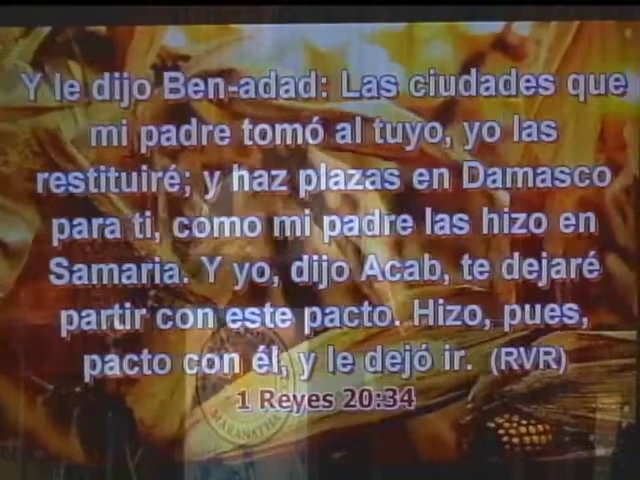 Y le dijo Ben-adad: Las ciudades que
mi padre tomó al tuyo, yo las
restituiré; y haz plazas en Damasco
para ti, como mi padre las hizo en
Samaria. Y yo, dijo Acab, te dejaré
partir con este pacto. Hizo, pues,
pacto con él, y le dejó ir. (RVR)
1 Reyes 20:34
MARANATHA